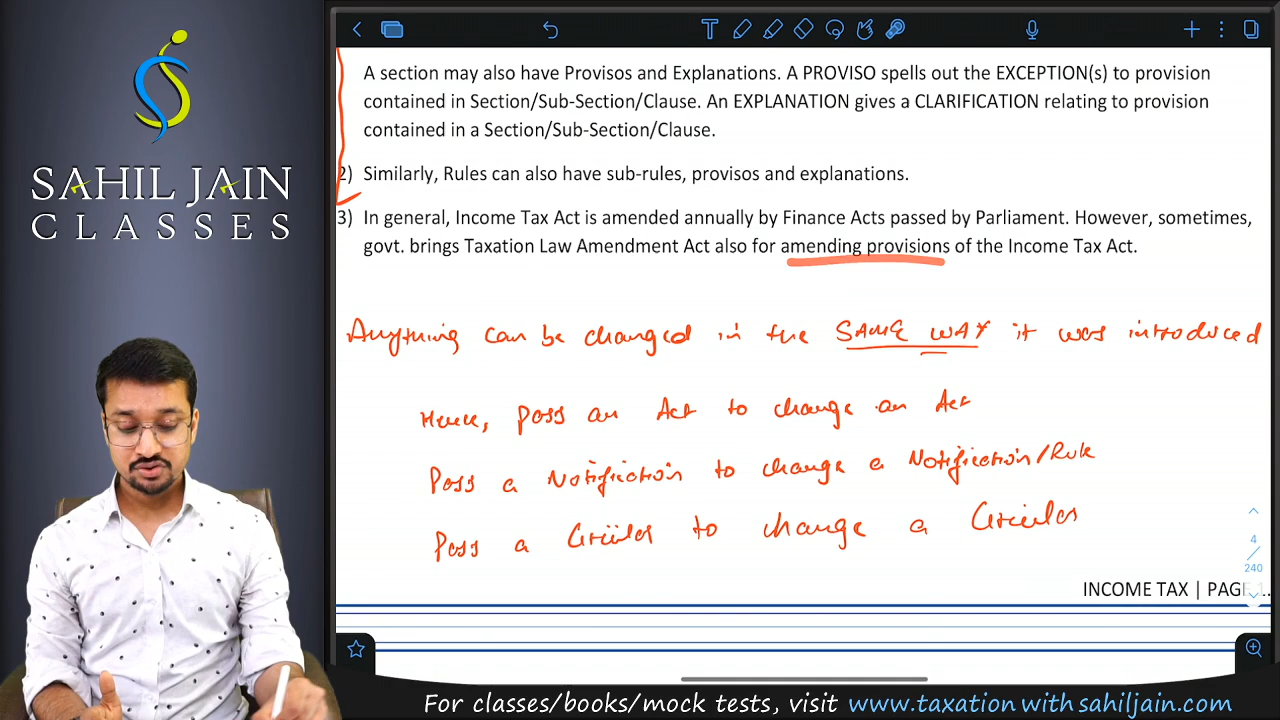 A section may also have Provisos and Explanations. A PROVISO spells out the EXCEPTION(s) to provision
contained in Section/Sub-Section/Clause. An EXPLANATION gives a CLARIFICATION relating to provision
contained in a Section/Sub-Section/Clause.
2) Similarly, Rules can also have sub-rules, provisos and explanations.
3) In general, Income Tax Act is amended annually by Finance Acts passed by Parliament. However, sometimes,
govt. brings Taxation Law Amendment Act also for amending provisions of the Income Tax Act.
Anything can be changed in the SAME WAY it was introduced
Hence, pass an Act to change an Act
Pass a Notification to change a Notification/Rule
Pass a Circular to change a Circular
4
/
240
INCOME TAX | PAGE 1.
SAHIL JAIN
CLASSES
For classes/books/mock tests, visit www.taxationwithsahiljain.com